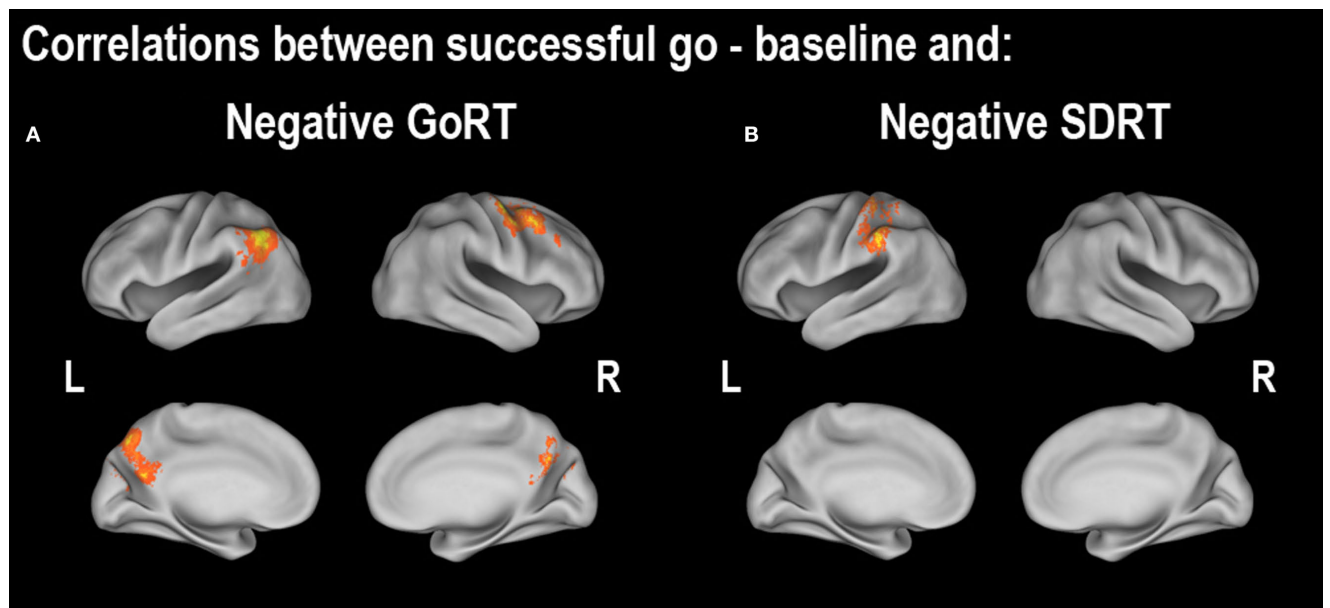 Correlations between successful go - baseline and:
A Negative GoRT
B Negative SDRT
L R
L R